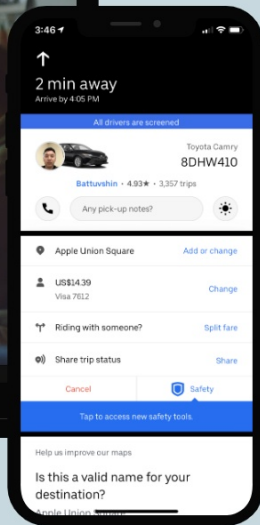 3:46
2 min away
Arrive by 4:05 PM
All drivers are screened
Toyota Camry
8DHW410
Battuvshin • 4.93★ • 3,357 trips
Any pick-up notes?
Apple Union Square
Add or change
US$14.39
Visa 7612
Change
Riding with someone?
Split fare
Share trip status
Share
Cancel
Safety
Tap to access new safety tools.
Help us improve our maps
Is this a valid name for your
destination?
Apple Union Square